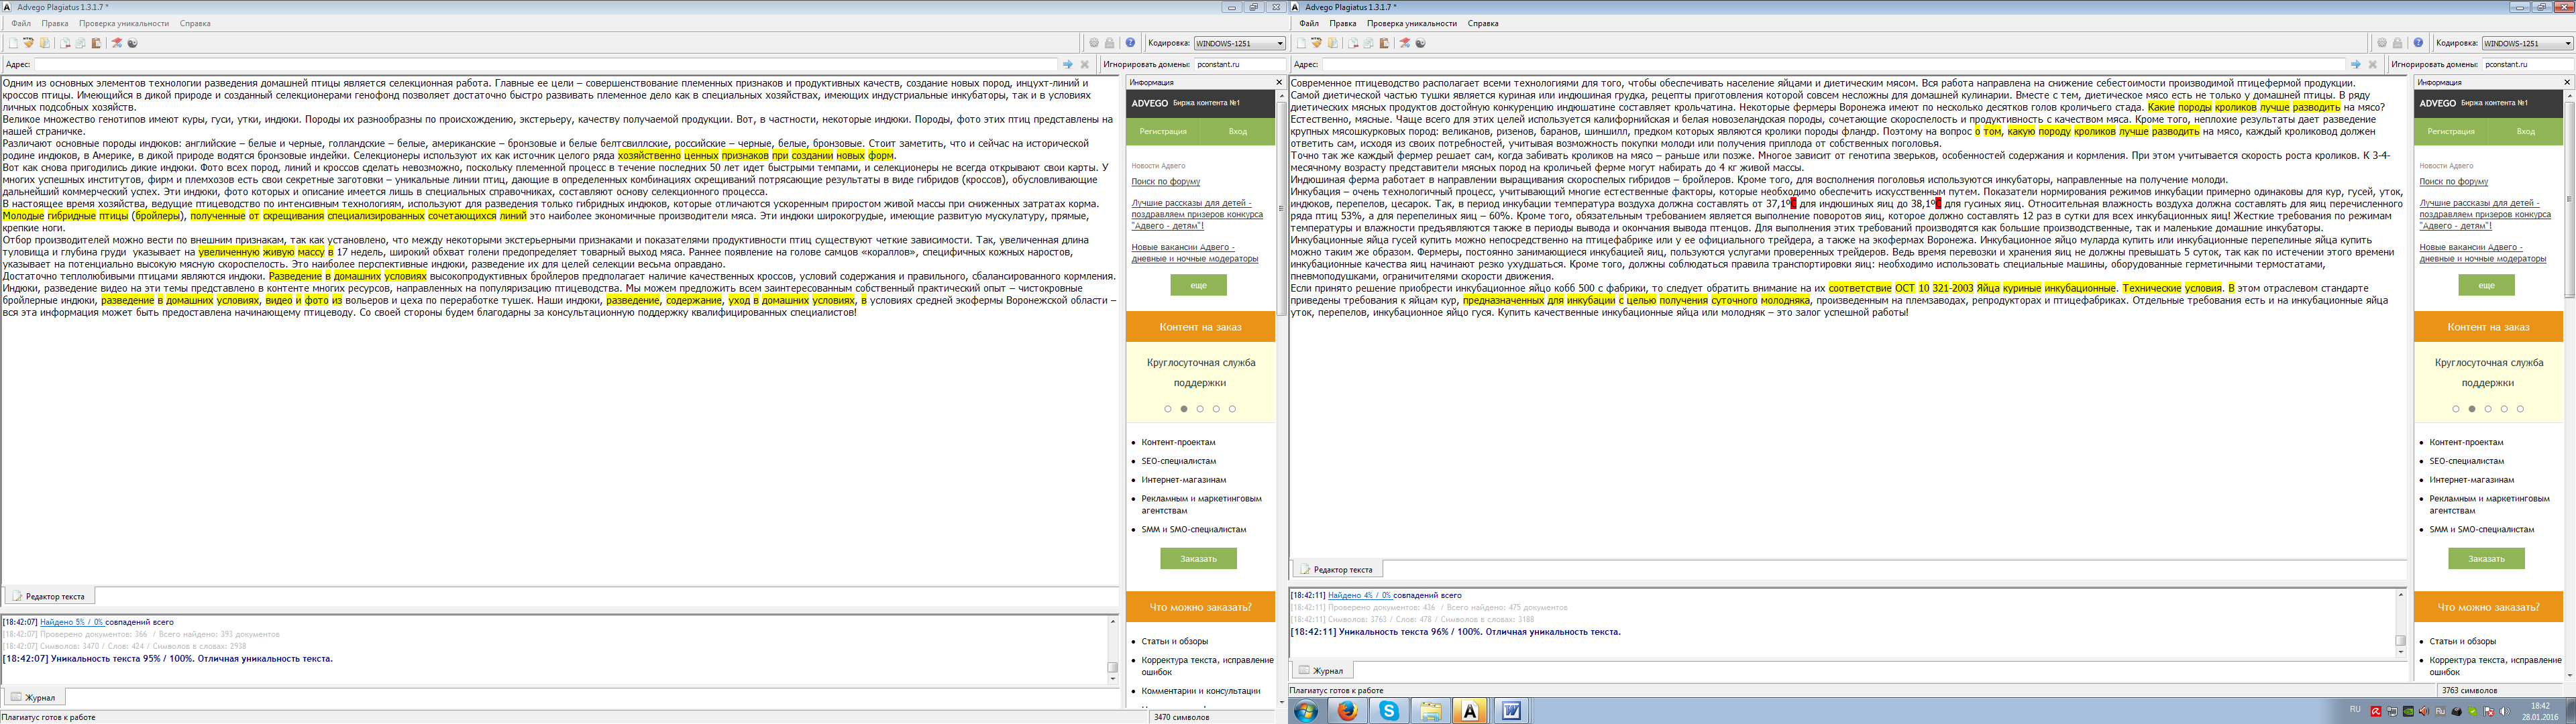 Advego Plagiatus 1.3.1.7 *
Файл Правка Проверка уникальности Справка
Кодировка: WINDOWS-1251
Адрес:
Игнорировать домены: pconstant.ru
Одним из основных элементов технологии разведения домашней птицы является селекционная работа. Главные ее цели – совершенствование племенных признаков и продуктивных качеств, создание новых пород, инцухт-линий и
кроссов птицы. Имеющийся в дикой природе и созданный селекционерами генофонд позволяет достаточно быстро развивать племенное дело как в специальных хозяйствах, имеющих индустриальные инкубаторы, так и в условиях
личных подсобных хозяйств.
Великое множество генотипов имеют куры, гуси, утки, индюки. Породы их разнообразны по происхождению, экстерьеру, качеству получаемой продукции. Вот, в частности, некоторые индюки. Породы, фото этих птиц представлены на
нашей страничке.
Различают основные породы индюков: английские – белые и черные, голландские – белые, американские – бронзовые и белые белтсвиллские, российские – черные, белые, бронзовые. Стоит заметить, что и сейчас на исторической
родине индюков, в Америке, в дикой природе водятся бронзовые индейки. Селекционеры используют их как источник целого ряда хозяйственно ценных признаков при создании новых форм.
Вот как снова пригодились дикие индюки. Фото всех пород, линий и кроссов сделать невозможно, поскольку племенной процесс в течение последних 50 лет идет быстрыми темпами, и селекционеры не всегда открывают свои карты. У
многих успешных институтов, фирм и племхозов есть свои секретные заготовки – уникальные линии птиц, дающие в определенных комбинациях скрещиваний потрясающие результаты в виде гибридов (кроссов), обусловливающие
дальнейший коммерческий успех. Эти индюки, фото которых и описание имеется лишь в специальных справочниках, составляют основу селекционного процесса.
В настоящее время хозяйства, ведущие птицеводство по интенсивным технологиям, используют для разведения только гибридных индюков, которые отличаются ускоренным приростом живой массы при сниженных затратах корма.
Молодые гибридные птицы (бройлеры), полученные от скрещивания специализированных сочетающихся линий это наиболее экономичные производители мяса. Эти индюки широкогрудые, имеющие развитую мускулатуру, прямые,
крепкие ноги.
Отбор производителей можно вести по внешним признакам, так как установлено, что между некоторыми экстерьерными признаками и показателями продуктивности птиц существуют четкие зависимости. Так, увеличенная длина
туловища и глубина груди указывает на увеличенную живую массу в 17 недель, широкий обхват голени предопределяет товарный выход мяса. Раннее появление на голове самцов «кораллов», специфичных кожных наростов,
указывает на потенциально высокую мясную скороспелость. Это наиболее перспективные индюки, разведение их для целей селекции весьма оправдано.
Достаточно теплолюбивыми птицами являются индюки. Разведение в домашних условиях высокопродуктивных бройлеров предполагает наличие качественных кроссов, условий содержания и правильного, сбалансированного кормления.
Индюки, разведение видео на эти темы представлено в контенте многих ресурсов, направленных на популяризацию птицеводства. Мы можем предложить всем заинтересованным собственный практический опыт – чистокровные
бройлерные индюки, разведение в домашних условиях, видео и фото из вольеров и цеха по переработке тушек. Наши индюки, разведение, содержание, уход в домашних условиях, в условиях средней экофермы Воронежской области –
вся эта информация может быть предоставлена начинающему птицеводу. Со своей стороны будем благодарны за консультационную поддержку квалифицированных специалистов!
Редактор текста
[18:42:07] Найдено 5% / 0% совпадений всего
[18:42:07] Проверено документов: 366 / Всего найдено: 393 документов
[18:42:07] Символов: 3470 / Слов: 424 / Символов в словах: 2938
[18:42:07] Уникальность текста 95% / 100%. Отличная уникальность текста.
Журнал
Плагиатус готов к работе
3470 символов
Информация
ADVEGO Биржа контента №1
Регистрация Вход
Новости Адвего
Поиск по форуму
Лучшие рассказы для детей -
поздравляем призеров конкурса
"Адвего - детям"!
Новые вакансии Адвего -
дневные и ночные модераторы
еще
Контент на заказ
Круглосуточная служба
поддержки
Контент-проектам
SEO-специалистам
Интернет-магазинам
Рекламным и маркетинговым
агентствам
SMM и SMO-специалистам
Заказать
Что можно заказать?
Статьи и обзоры
Корректура текста, исправление
ошибок
Комментарии и консультации
Advego Plagiatus 1.3.1.7 *
Файл Правка Проверка уникальности Справка
Кодировка: WINDOWS-1251
Адрес:
Игнорировать домены: pconstant.ru
Современное птицеводство располагает всеми технологиями для того, чтобы обеспечивать население яйцами и диетическим мясом. Вся работа направлена на снижение себестоимости производимой птицефермой продукции.
Самой диетической частью тушки является куриная или индюшиная грудка, рецепты приготовления которой совсем несложны для домашней кулинарии. Вместе с тем, диетическое мясо есть не только у домашней птицы. В ряду
диетических мясных продуктов достойную конкуренцию индюшатине составляет крольчатина. Некоторые фермеры Воронежа имеют по несколько десятков голов кроличьего стада. Какие породы кроликов лучше разводить на мясо?
Естественно, мясные. Чаще всего для этих целей используется калифорнийская и белая новозеландская породы, сочетающие скороспелость и продуктивность с качеством мяса. Кроме того, неплохие результаты дает разведение
крупных мясошкурковых пород: великанов, ризенов, баранов, шиншилл, предком которых являются кролики породы фландр. Поэтому на вопрос о том, какую породу кроликов лучше разводить на мясо, каждый кроликовод должен
ответить сам, исходя из своих потребностей, учитывая возможность покупки молоди или получения приплода от собственных поголовья.
Точно так же каждый фермер решает сам, когда забивать кроликов на мясо – раньше или позже. Многое зависит от генотипа зверьков, особенностей содержания и кормления. При этом учитывается скорость роста кроликов. К 3-4-
месячному возрасту представители мясных пород на кроличьей ферме могут набирать до 4 кг живой массы.
Индюшиная ферма работает в направлении выращивания скороспелых гибридов – бройлеров. Кроме того, для восполнения поголовья используются инкубаторы, направленные на получение молоди.
Инкубация – очень технологичный процесс, учитывающий многие естественные факторы, которые необходимо обеспечить искусственным путем. Показатели нормирования режимов инкубации примерно одинаковы для кур, гусей, уток,
индюков, перепелов, цесарок. Так, в период инкубации температура воздуха должна составлять от 37,1ºС для индюшиных яиц до 38,1ºС для гусиных яиц. Относительная влажность воздуха должна составлять для яиц перечисленного
ряда птиц 53%, а для перепелиных яиц – 60%. Кроме того, обязательным требованием является выполнение поворотов яиц, которое должно составлять 12 раз в сутки для всех инкубационных яиц! Жесткие требования по режимам
температуры и влажности предъявляются также в периоды вывода и окончания вывода птенцов. Для выполнения этих требований производятся как большие производственные, так и маленькие домашние инкубаторы.
Инкубационные яйца гусей купить можно непосредственно на птицефабрике или у ее официального трейдера, а также на экофермах Воронежа. Инкубационное яйцо муларда купить или инкубационные перепелиные яйца купить
можно таким же образом. Фермеры, постоянно занимающиеся инкубацией яиц, пользуются услугами проверенных трейдеров. Ведь время перевозки и хранения яиц не должны превышать 5 суток, так как по истечении этого времени
инкубационные качества яиц начинают резко ухудшаться. Кроме того, должны соблюдаться правила транспортировки яиц: необходимо использовать специальные машины, оборудованные герметичными термостатами,
пневмоподушками, ограничителями скорости движения.
Если принято решение приобрести инкубационное яйцо кобб 500 с фабрики, то следует обратить внимание на их соответствие ОСТ 10 321-2003 Яйца куриные инкубационные. Технические условия. В этом отраслевом стандарте
приведены требования к яйцам кур, предназначенных для инкубации с целью получения суточного молодняка, произведенным на племзаводах, репродукторах и птицефабриках. Отдельные требования есть и на инкубационные яйца
уток, перепелов, инкубационное яйцо гуся. Купить качественные инкубационные яйца или молодняк – это залог успешной работы!
Редактор текста
[18:42:11] Найдено 4% / 0% совпадений всего
[18:42:11] Проверено документов: 436 / Всего найдено: 475 документов
[18:42:11] Символов: 3763 / Слов: 478 / Символов в словах: 3188
[18:42:11] Уникальность текста 96% / 100%. Отличная уникальность текста.
Журнал
Плагиатус готов к работе
3763 символов
Информация
ADVEGO Биржа контента №1
Регистрация Вход
Новости Адвего
Поиск по форуму
Лучшие рассказы для детей -
поздравляем призеров конкурса
"Адвего - детям"!
Новые вакансии Адвего -
дневные и ночные модераторы
еще
Контент на заказ
Круглосуточная служба
поддержки
Контент-проектам
SEO-специалистам
Интернет-магазинам
Рекламным и маркетинговым
агентствам
SMM и SMO-специалистам
Заказать
Что можно заказать?
Статьи и обзоры
Корректура текста, исправление
ошибок
RU
18:42
28.01.2016